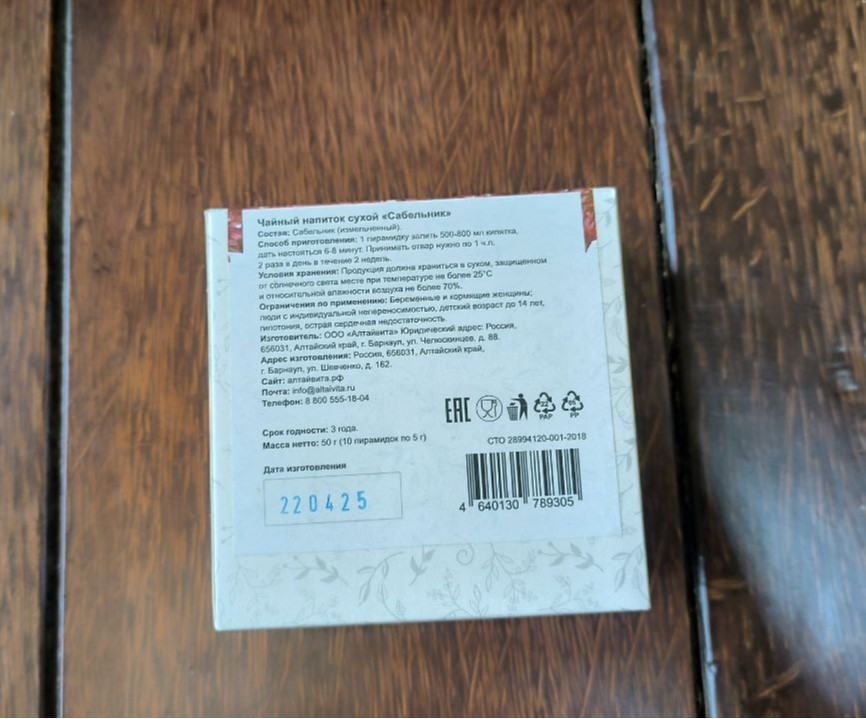 Чайный напиток сухой «Сабельник»
Состав: Сабельник (измельченный).
Способ приготовления: 1 пирамидку залить 500-800 мл кипятка,
дать настояться 6-8 минут. Принимать отвар нужно по 1 ч.л.
2 раза в день в течение 2 недель.
Условия хранения: Продукция должна храниться в сухом, защищенном
от солнечного света месте при температуре не более 25°С
и относительной влажности воздуха не более 70%.
Ограничения по применению: Беременные и кормящие женщины;
люди с индивидуальной непереносимостью, детский возраст до 14 лет,
гипотония, острая сердечная недостаточность.
Изготовитель: ООО «Алтайвита» Юридический адрес: Россия,
656031, Алтайский край, г. Барнаул, ул. Челюскинцев, д. 88.
Адрес изготовления: Россия, 656031, Алтайский край,
г. Барнаул, ул. Шевченко, д. 162.
Сайт: алтайвита.рф
Почта: info@altaivita.ru
Телефон: 8 800 555-18-04
EAC
22 05
PAP PP
Срок годности: 3 года.
Масса нетто: 50 г (10 пирамидок по 5 г)
СТО 28994120-001-2018
Дата изготовления
220425
4 640130 789305